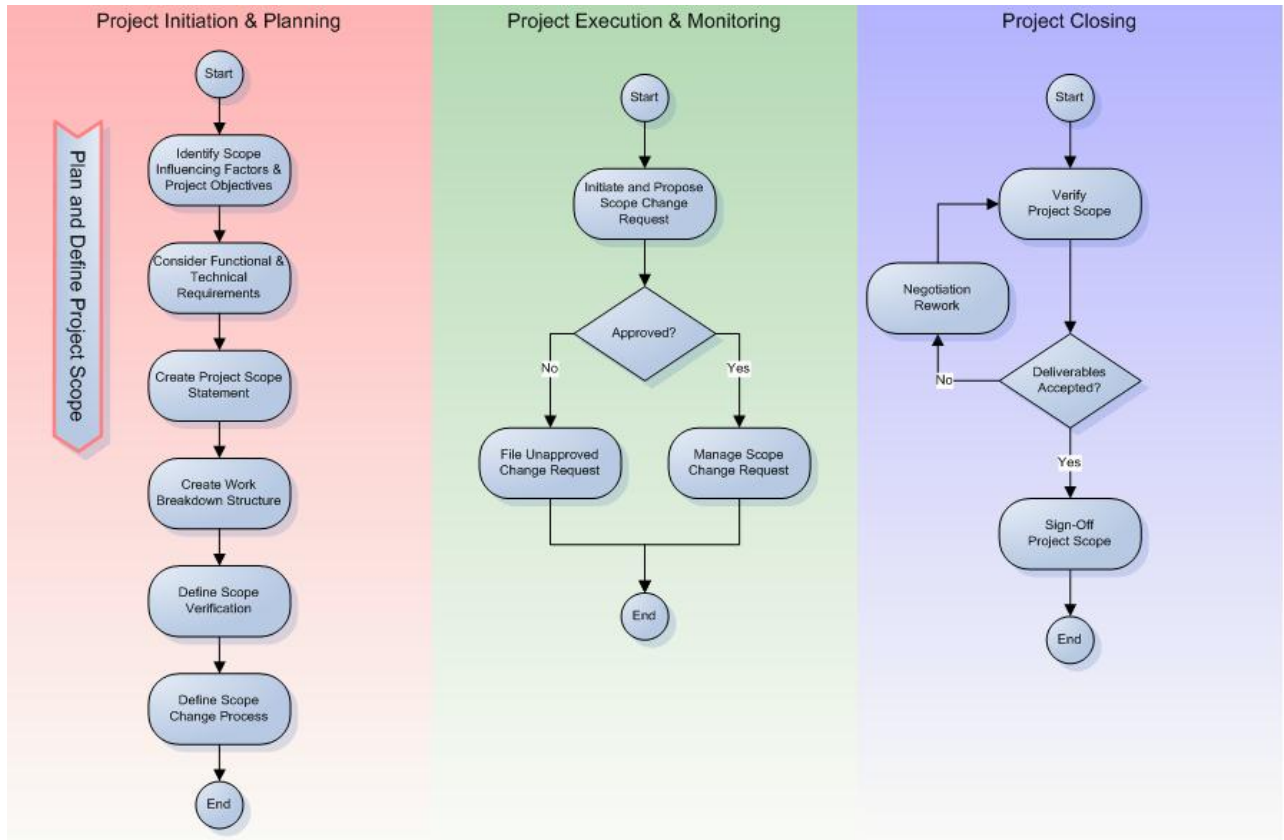 Project Initiation & Planning
Start
Plan and Define Project Scope
Identify Scope
Influencing Factors &
Project Objectives
Consider Functional &
Technical
Requirements
Create Project Scope
Statement
Create Work
Breakdown Structure
Define Scope
Verification
Define Scope
Change Process
End
Project Execution & Monitoring
Start
Initiate and Propose
Scope Change
Request
Approved?
No
Yes
File Unapproved
Change Request
Manage Scope
Change Request
End
Project Closing
Start
Verify
Project Scope
Negotiation
Rework
Deliverables
Accepted?
No
Yes
Sign-Off
Project Scope
End